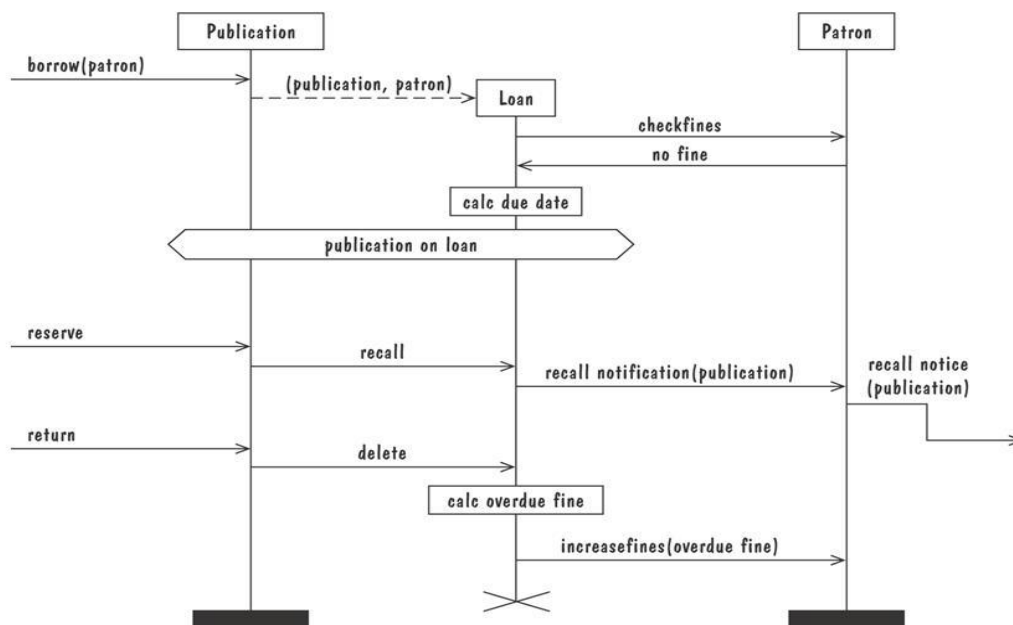 Publication
Patron
borrow(patron)
(publication, patron)
Loan
checkfines
no fine
calc due date
publication on loan
reserve
recall
recall notification(publication)
recall notice
(publication)
return
delete
calc overdue fine
increasefines(overdue fine)